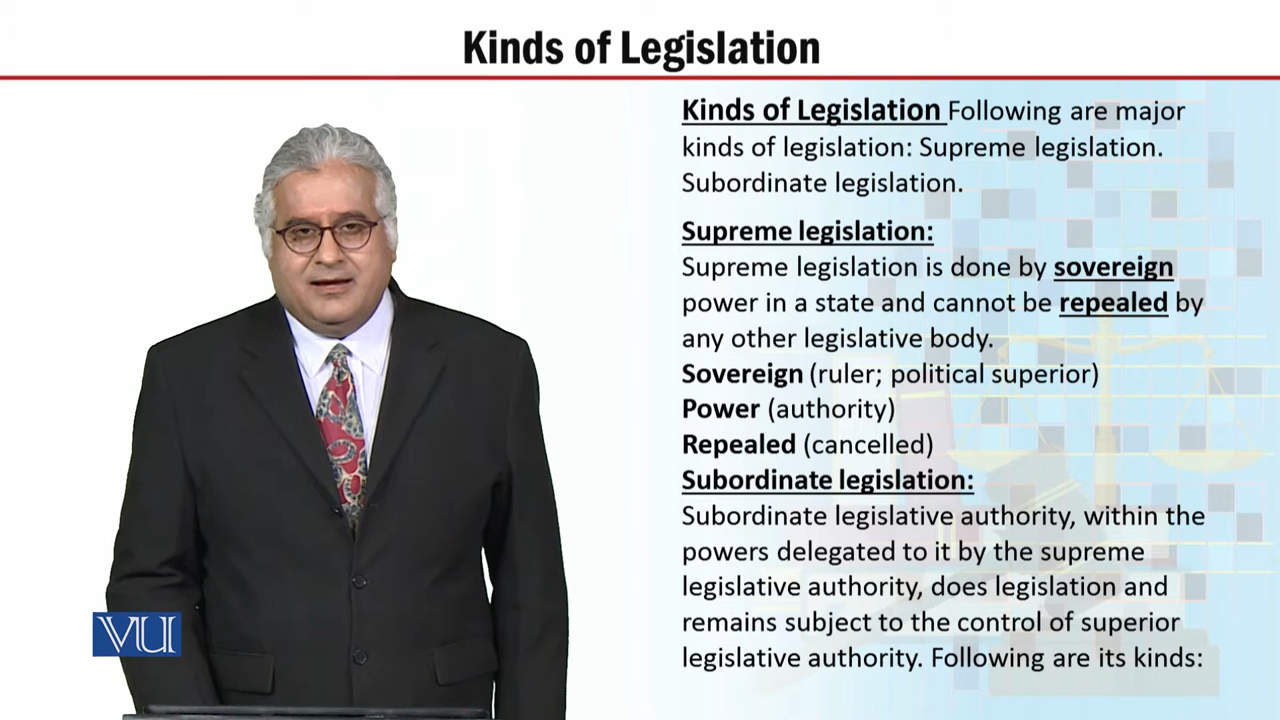 Kinds of Legislation
Kinds of Legislation Following are major
kinds of legislation: Supreme legislation.
Subordinate legislation.
Supreme legislation:
Supreme legislation is done by sovereign
power in a state and cannot be repealed by
any other legislative body.
Sovereign (ruler; political superior)
Power (authority)
Repealed (cancelled)
Subordinate legislation:
Subordinate legislative authority, within the
powers delegated to it by the supreme
legislative authority, does legislation and
remains subject to the control of superior
legislative authority. Following are its kinds:
VU